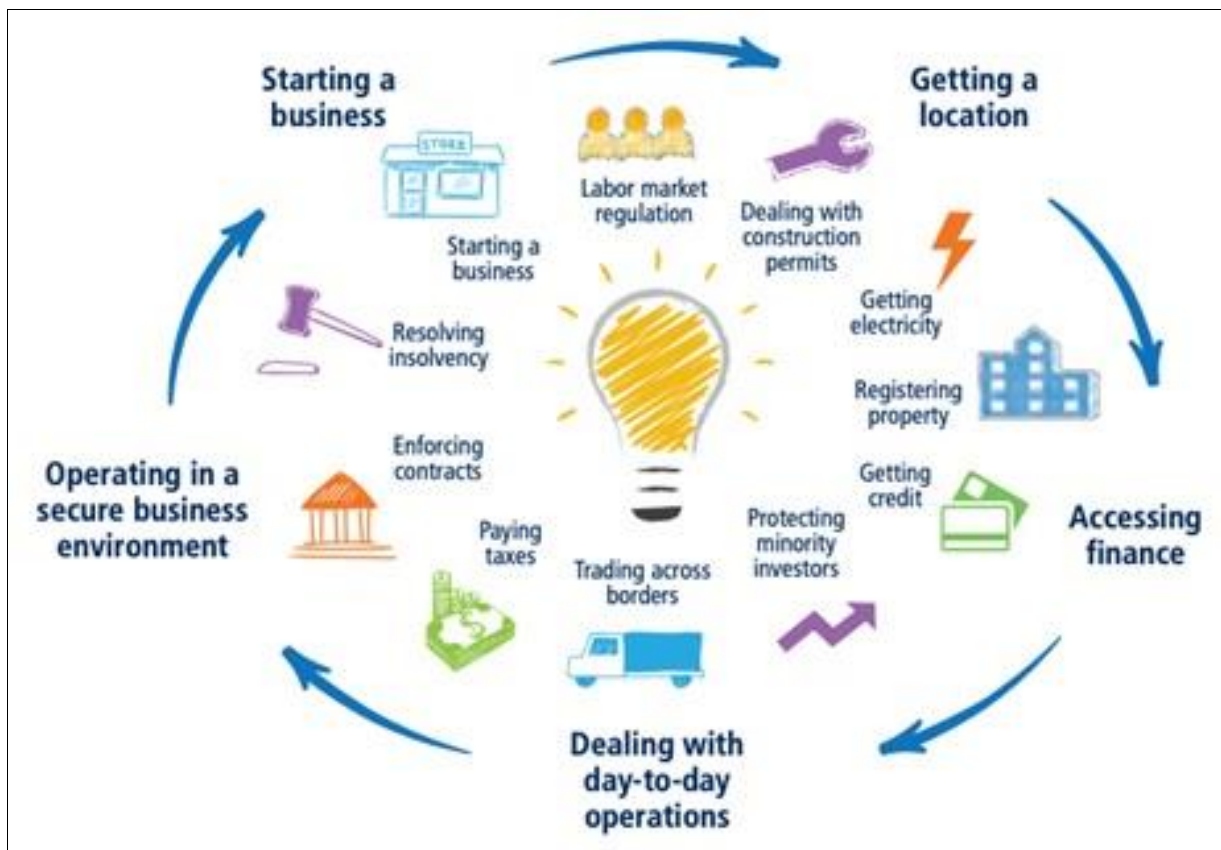 Starting a
business
Getting a
location
STORE
Labor market
regulation
Dealing with
construction
permits
Starting a
business
Getting
electricity
Resolving
insolvency
Registering
property
Enforcing
contracts
Getting
credit
Operating in a
secure business
environment
Accessing
finance
Paying
taxes
Protecting
minority
investors
Trading across
borders
$
Dealing with
day-to-day
operations